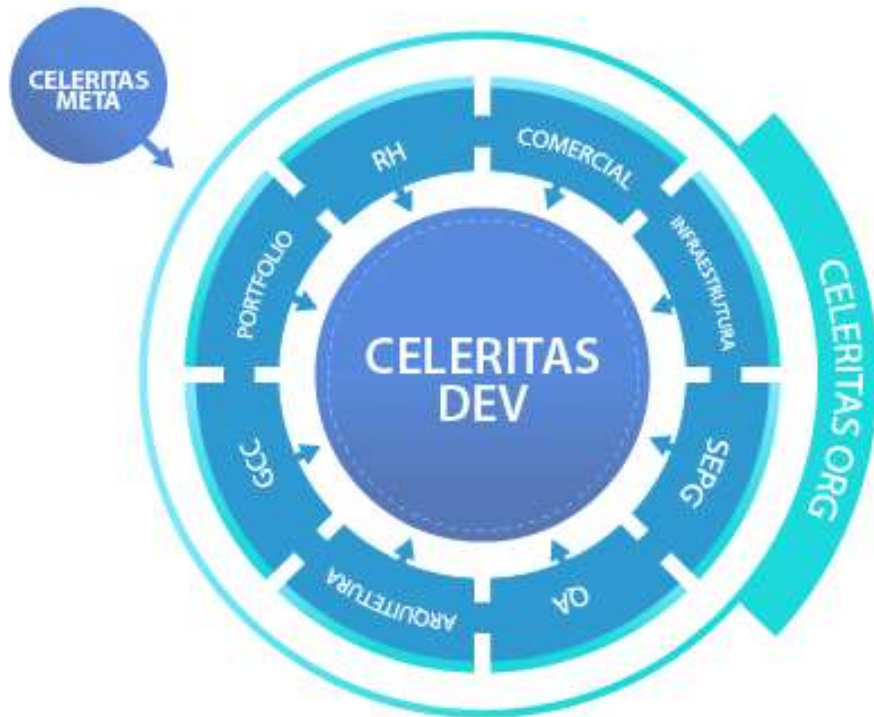 CELERITAS
META
RH
COMERCIAL
INFRAESTRUTURA
SEPG
QA
ARQUITETURA
GCC
PORTFOLIO
CELERITAS
DEV
CELERITAS ORG